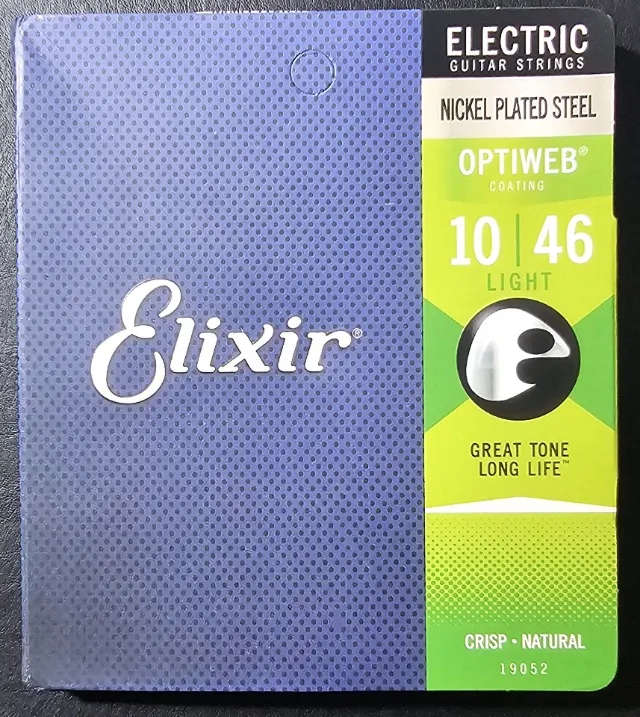 Elixir®
ELECTRIC
GUITAR STRINGS
NICKEL PLATED STEEL
OPTIWEB®
COATING
10 | 46
LIGHT
GREAT TONE
LONG LIFE™
CRISP • NATURAL
19052